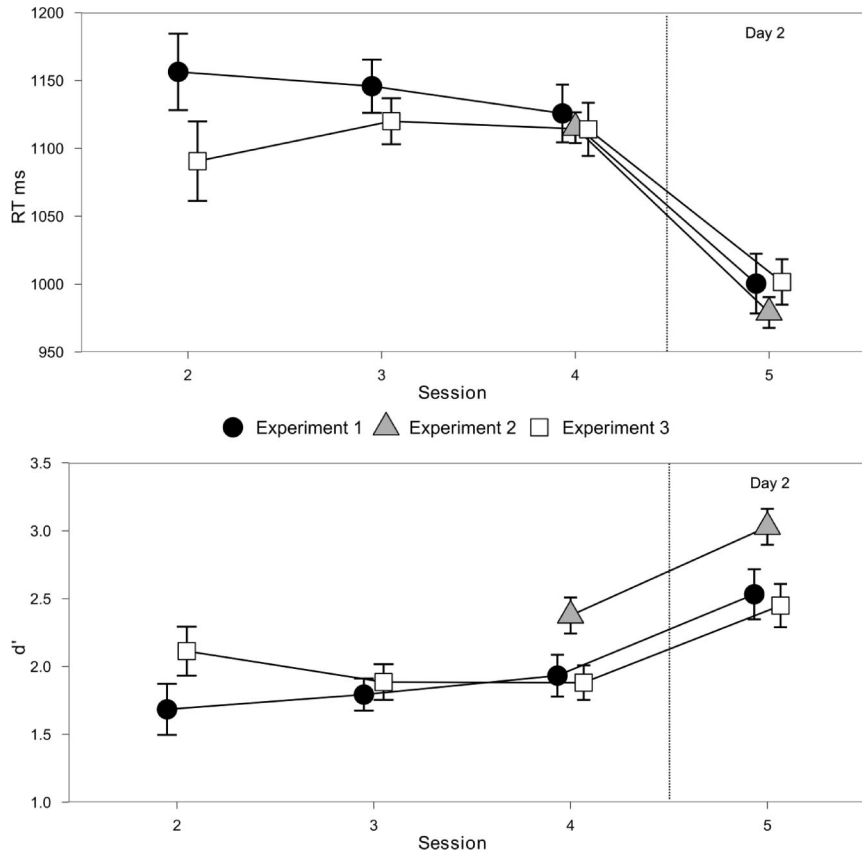 1200
Day 2
1150
1100
RT ms
1050
1000
950
2 3 4 5
Session
Experiment 1 Experiment 2 Experiment 3
3.5
Day 2
3.0
2.5
d'
2.0
1.5
1.0
2 3 4 5
Session